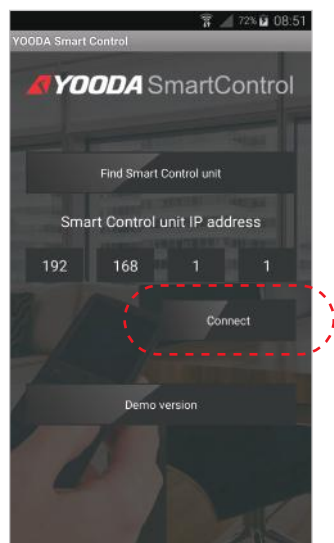 72% 08:51
YOODA Smart Control
YOODA SmartControl
Find Smart Control unit
Smart Control unit IP address
192 168 1 1
Connect
Demo version